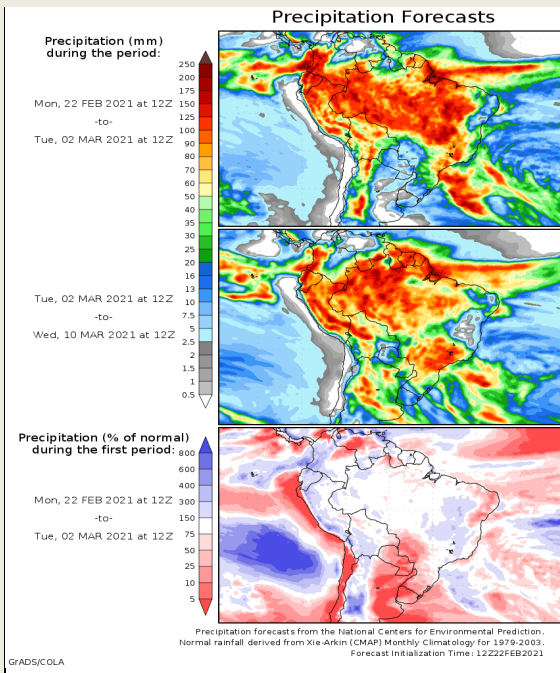 Precipitation Forecasts
Precipitation (mm)
during the period:
Mon, 22 FEB 2021 at 12Z
-to-
Tue, 02 MAR 2021 at 12Z
250
200
175
150
125
100
90
80
70
60
50
40
35
30
25
20
16
13
10
7.5
5
2.5
2
1.5
1
0.5
Tue, 02 MAR 2021 at 12Z
-to-
Wed, 10 MAR 2021 at 12Z
Precipitation (% of normal)
during the first period:
Mon, 22 FEB 2021 at 12Z
-to-
Tue, 02 MAR 2021 at 12Z
800
600
400
300
150
75
50
25
10
5
Precipitation forecasts from the National Centers for Environmental Prediction.
Normal rainfall derived from Xie-Arkin (CMAP) Monthly Climatology for 1979-2003.
Forecast Initialization Time: 12Z22FEB2021
GrADS/COLA